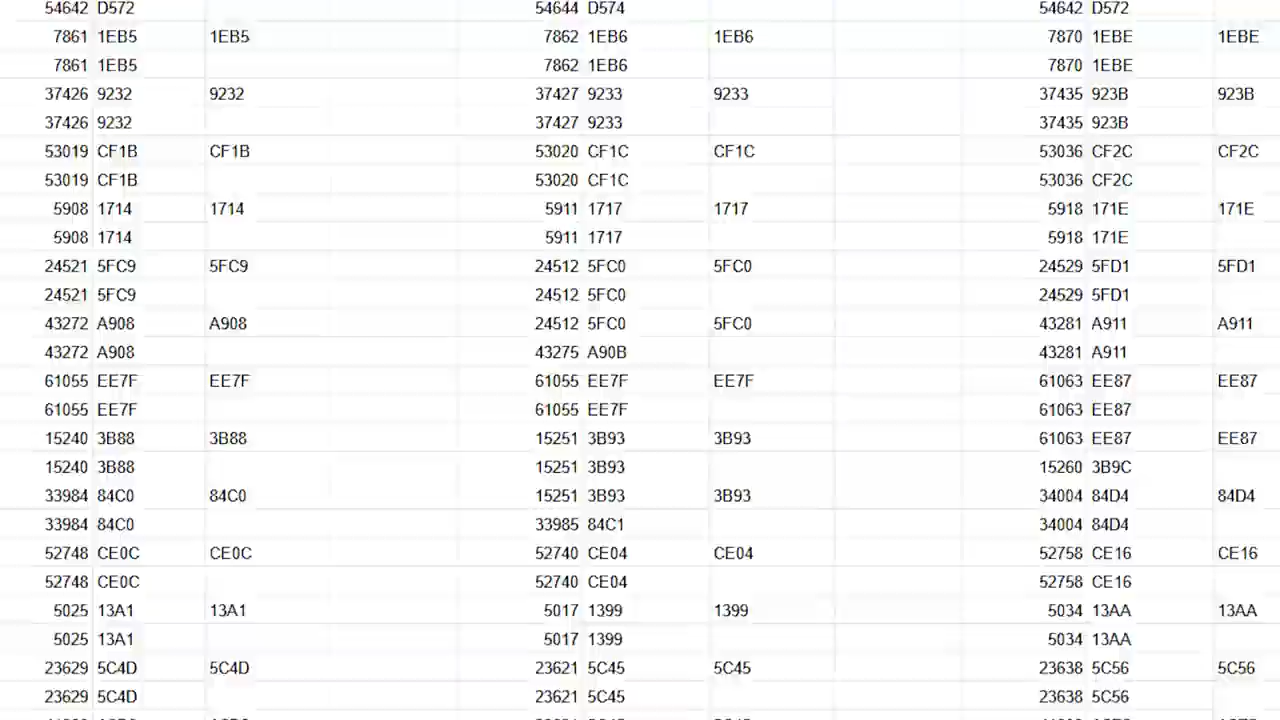 54642 D572 54644 D574 54642 D572
7861 1EB5 1EB5 7862 1EB6 1EB6 7870 1EBE 1EBE
7861 1EB5 7862 1EB6 7870 1EBE
37426 9232 9232 37427 9233 9233 37435 923B 923B
37426 9232 37427 9233 37435 923B
53019 CF1B CF1B 53020 CF1C CF1C 53036 CF2C CF2C
53019 CF1B 53020 CF1C 53036 CF2C
5908 1714 1714 5911 1717 1717 5918 171E 171E
5908 1714 5911 1717 5918 171E
24521 5FC9 5FC9 24512 5FC0 5FC0 24529 5FD1 5FD1
24521 5FC9 24512 5FC0 24529 5FD1
43272 A908 A908 24512 5FC0 5FC0 43281 A911 A911
43272 A908 43275 A90B 43281 A911
61055 EE7F EE7F 61055 EE7F EE7F 61063 EE87 EE87
61055 EE7F 61055 EE7F 61063 EE87
15240 3B88 3B88 15251 3B93 3B93 61063 EE87 EE87
15240 3B88 15251 3B93 15260 3B9C
33984 84C0 84C0 15251 3B93 3B93 34004 84D4 84D4
33984 84C0 33985 84C1 34004 84D4
52748 CE0C CE0C 52740 CE04 CE04 52758 CE16 CE16
52748 CE0C 52740 CE04 52758 CE16
5025 13A1 13A1 5017 1399 1399 5034 13AA 13AA
5025 13A1 5017 1399 5034 13AA
23629 5C4D 5C4D 23621 5C45 5C45 23638 5C56 5C56
23629 5C4D 23621 5C45 23638 5C56